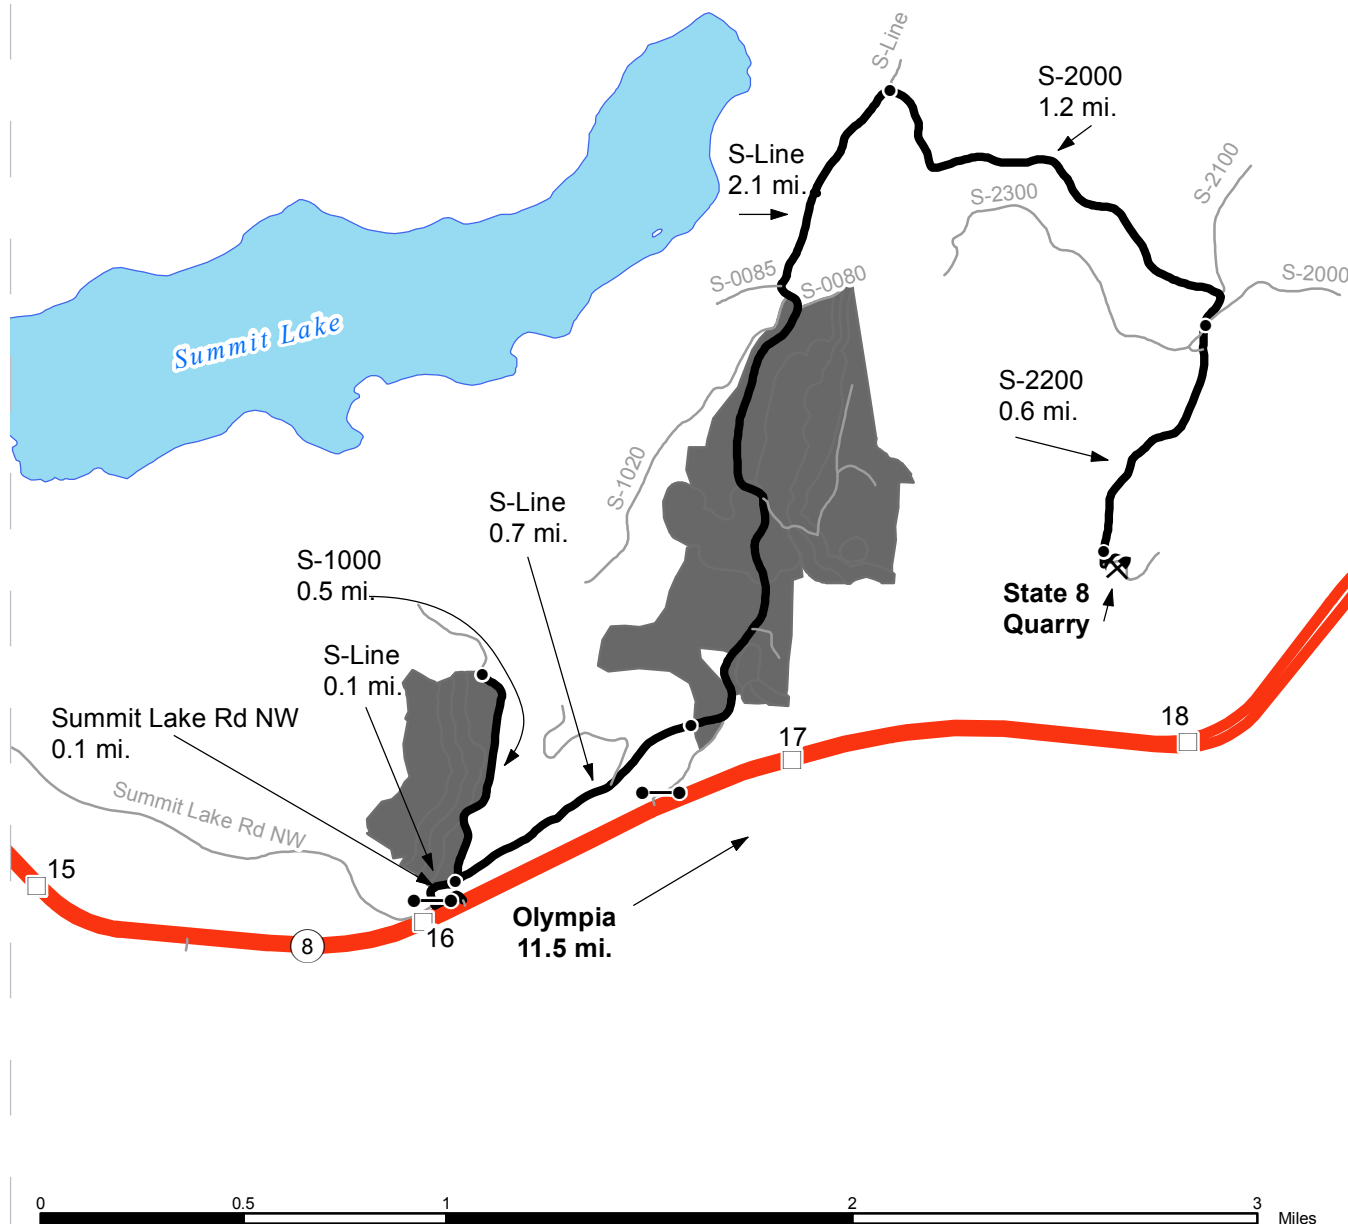 S-Line
S-2000
1.2 mi.
S-Line
2.1 mi.
S-2100
S-2300
S-0085
S-0080
S-2000
Summit Lake
S-2200
0.6 mi.
S-1020
S-Line
0.7 mi.
S-1000
0.5 mi.
State 8
Quarry
S-Line
0.1 mi.
Summit Lake Rd NW
0.1 mi.
18
17
Summit Lake Rd NW
15
Olympia
11.5 mi.
16
8
0 0.5 1 2 3
Miles